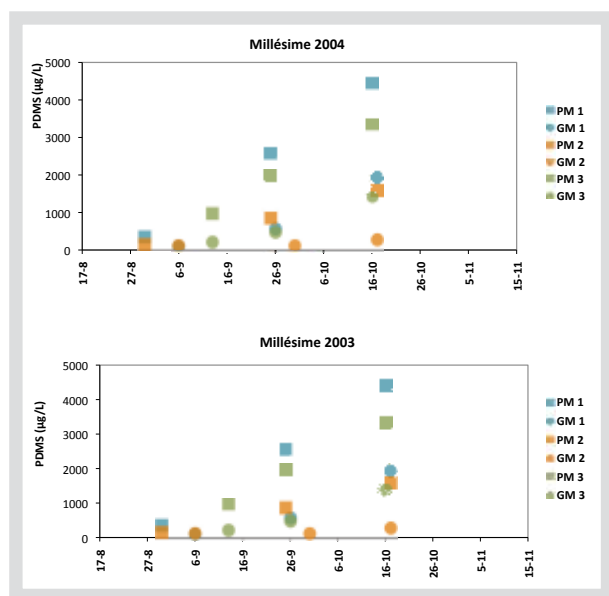 Millésime 2004
PDMS (µg/L)
5000
4000
3000
2000
1000
0
17-8
27-8
6-9
16-9
26-9
6-10
16-10
26-10
5-11
15-11
PM 1
GM 1
PM 2
GM 2
PM 3
GM 3
Millésime 2003
PDMS (µg/L)
5000
4000
3000
2000
1000
0
17-8
27-8
6-9
16-9
26-9
6-10
16-10
26-10
5-11
15-11
PM 1
GM 1
PM 2
GM 2
PM 3
GM 3